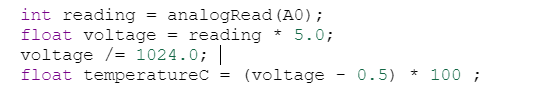 int reading = analogRead(A0);
float voltage = reading * 5.0;
voltage /= 1024.0;
float temperatureC = (voltage - 0.5) * 100 ;